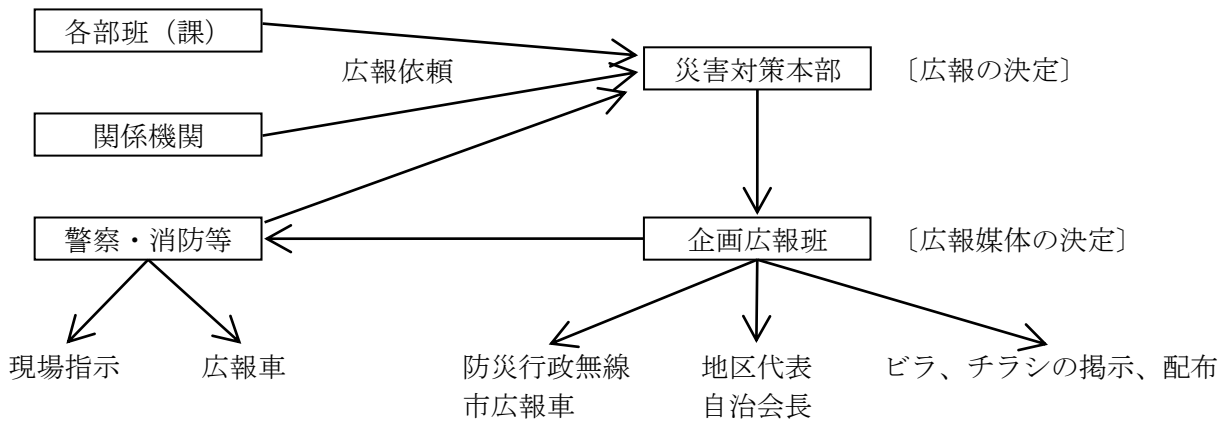 各部班（課）
広報依頼
災害対策本部
〔広報の決定〕
関係機関
警察・消防等
企画広報班
〔広報媒体の決定〕
現場指示
広報車
防災行政無線
市広報車
地区代表
自治会長
ビラ、チラシの掲示、配布